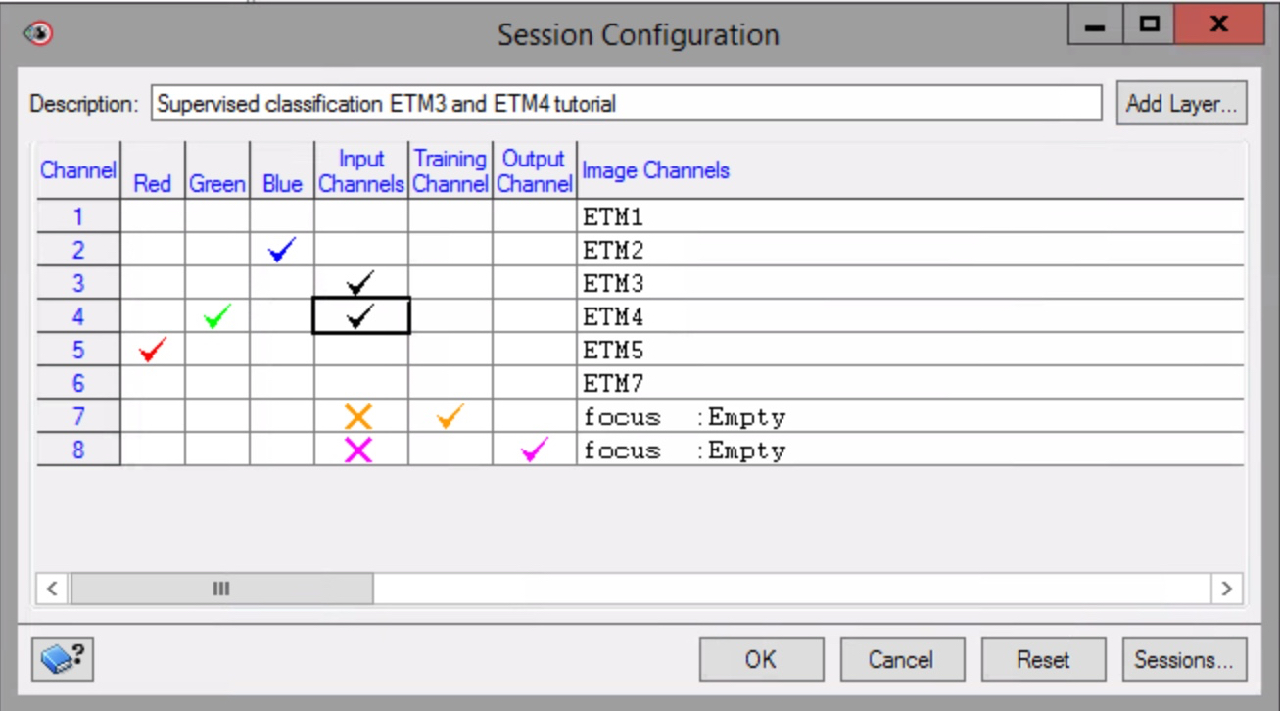 Session Configuration
Description: Supervised classification ETM3 and ETM4 tutorial Add Layer...
Channel Red Green Blue Input Channels Training Channel Output Channel Image Channels
1 ETM1
2 ETM2
3 ETM3
4 ETM4
5 ETM5
6 ETM7
7 focus :Empty
8 focus :Empty
OK Cancel Reset Sessions...